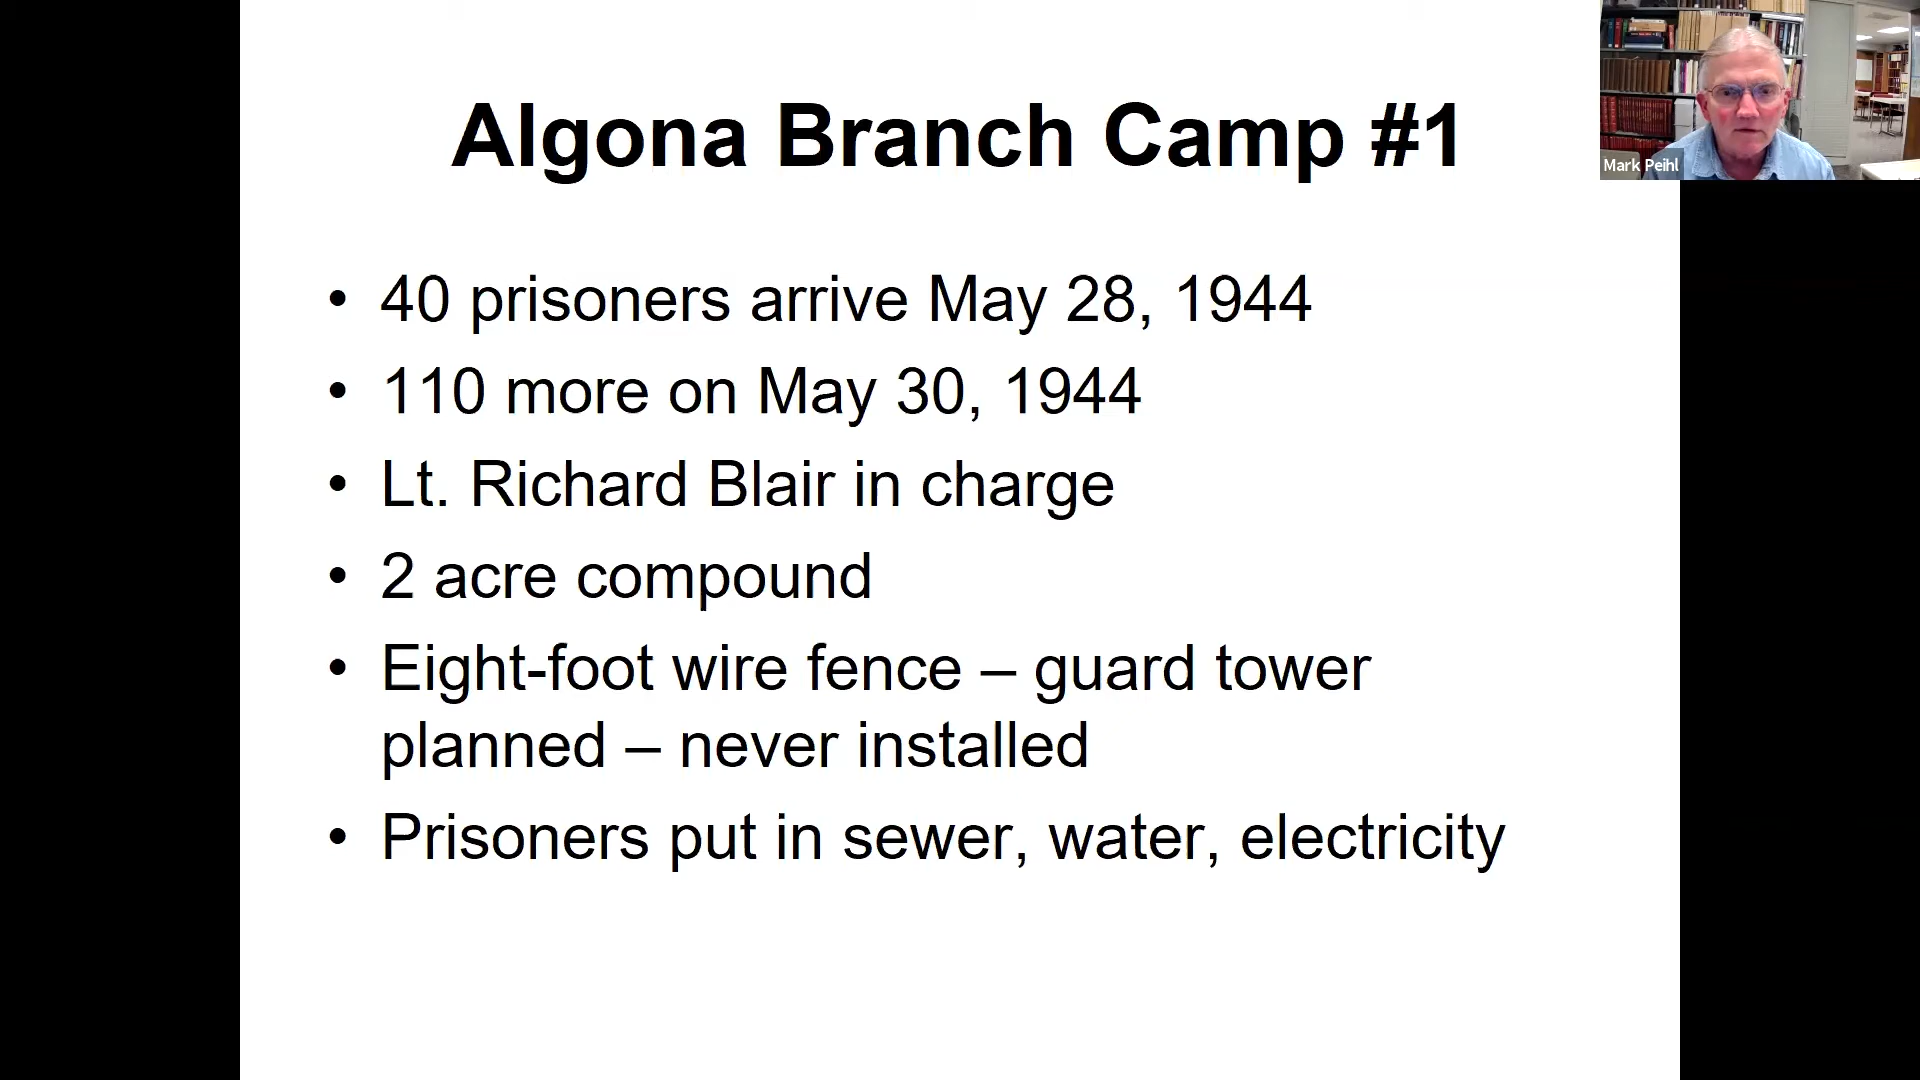 Algona Branch Camp #1
• 40 prisoners arrive May 28, 1944
• 110 more on May 30, 1944
• Lt. Richard Blair in charge
• 2 acre compound
• Eight-foot wire fence – guard tower
planned – never installed
• Prisoners put in sewer, water, electricity
Mark Peihl